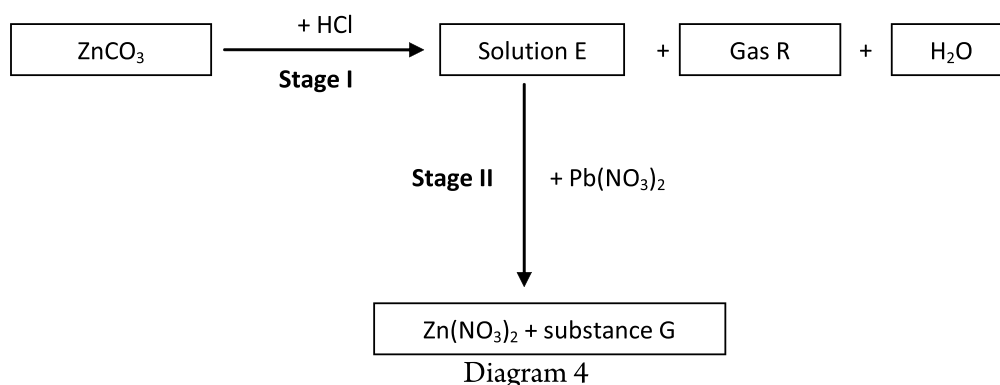 + HCl
ZnCO₃
Solution E + Gas R + H₂O
Stage I
Stage II + Pb(NO₃)₂
Zn(NO₃)₂ + substance G
Diagram 4